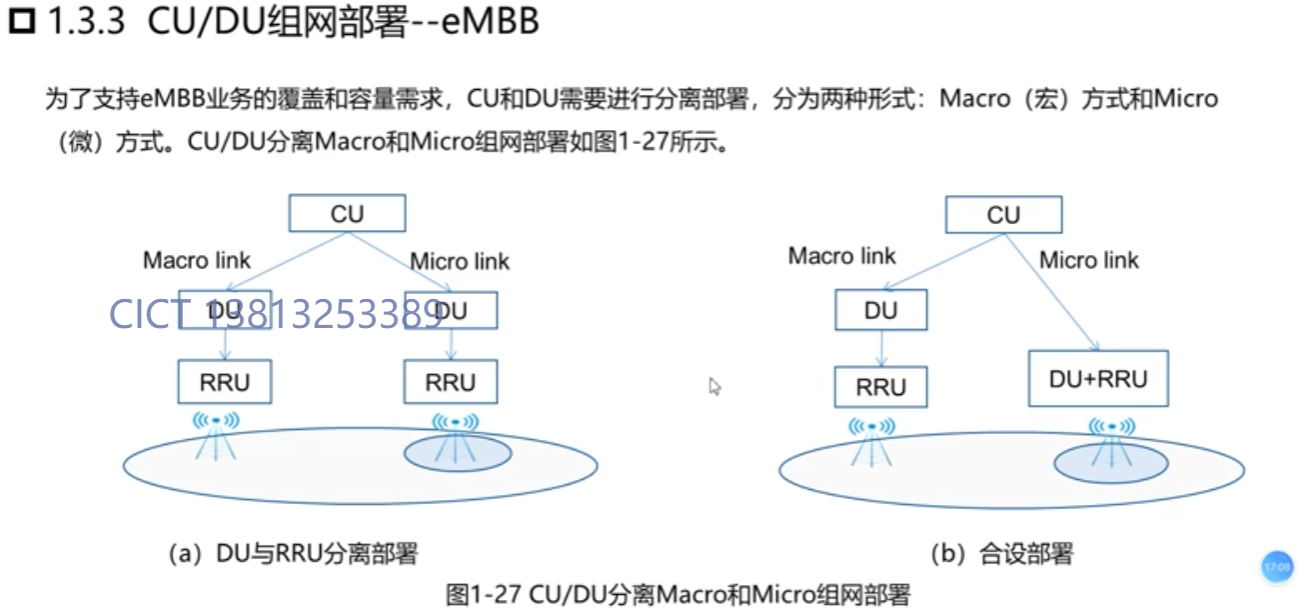 1.3.3 CU/DU组网部署--eMBB
为了支持eMBB业务的覆盖和容量需求，CU和DU需要进行分离部署，分为两种形式：Macro（宏）方式和Micro
（微）方式。CU/DU分离Macro和Micro组网部署如图1-27所示。
CU
Macro link
Micro link
DU
DU
CICT 13813253389
RRU
RRU
（a）DU与RRU分离部署
CU
Macro link
Micro link
DU
RRU
DU+RRU
（b）合设部署
图1-27 CU/DU分离Macro和Micro组网部署
17:08